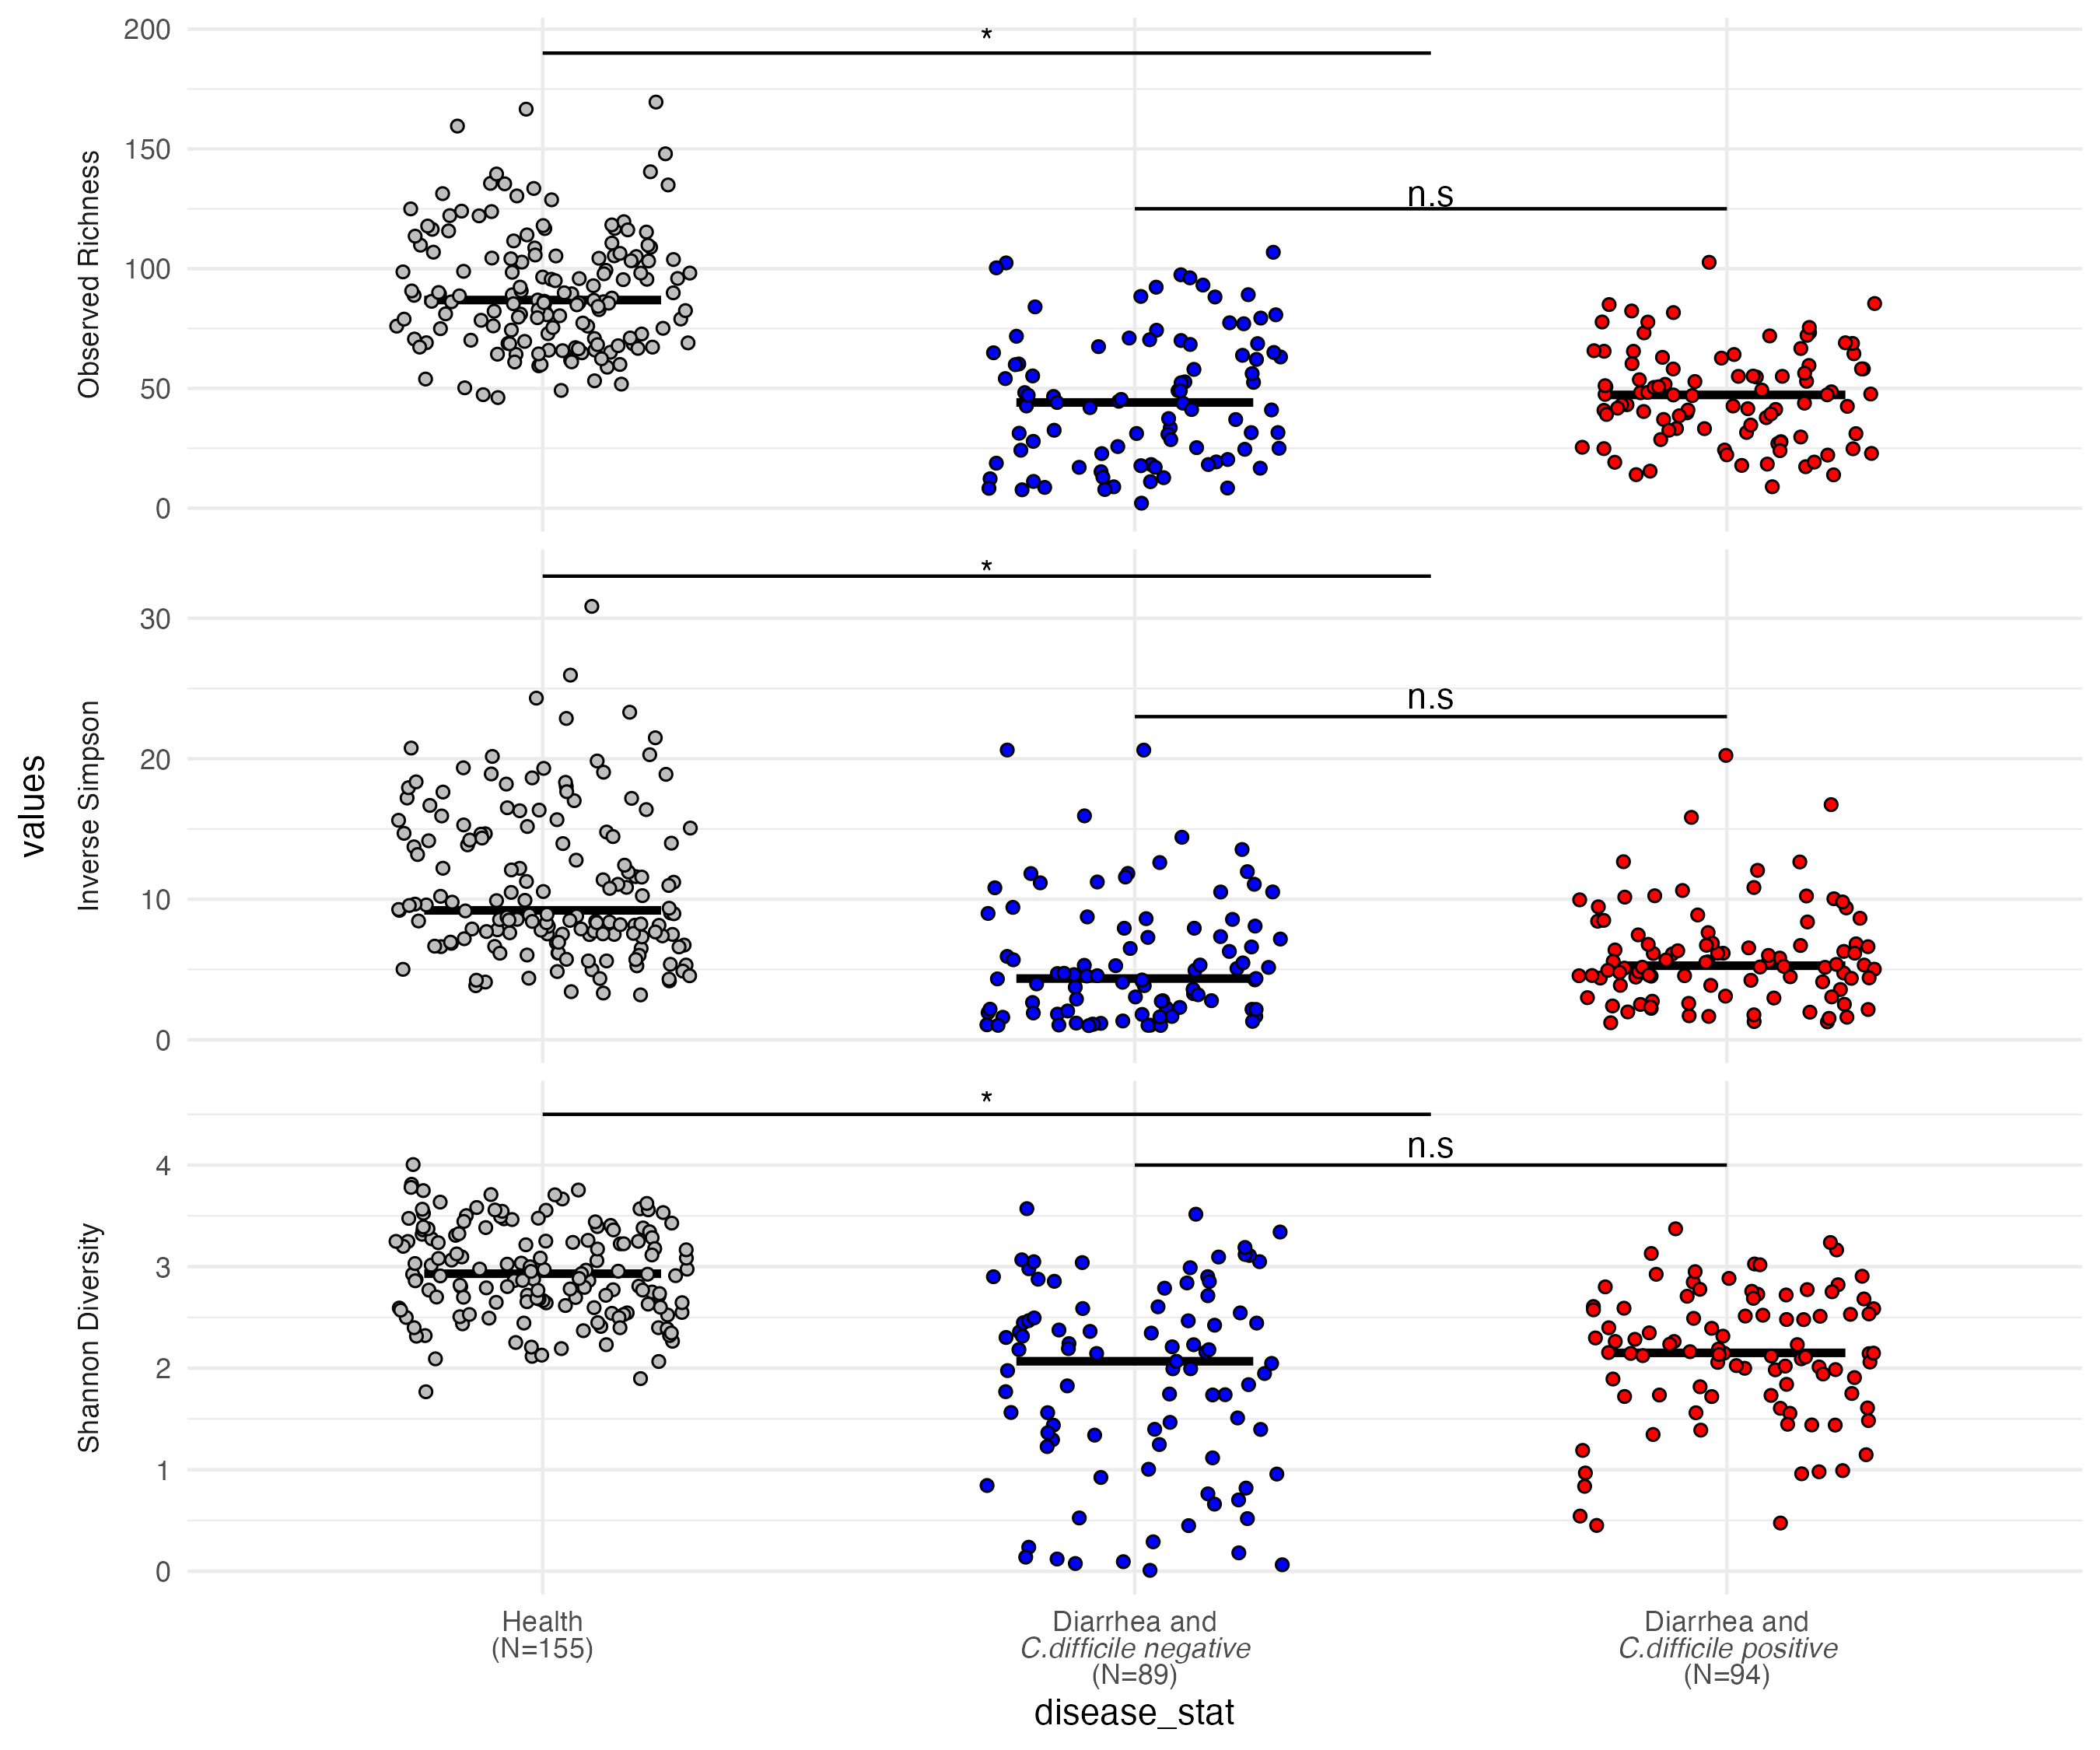 values
Observed Richness
200
150
100
50
0
*
n.s
Inverse Simpson
30
20
10
0
*
n.s
Shannon Diversity
4
3
2
1
0
*
n.s
Health
(N=155)
Diarrhea and
C.difficile negative
(N=89)
Diarrhea and
C.difficile positive
(N=94)
disease_stat